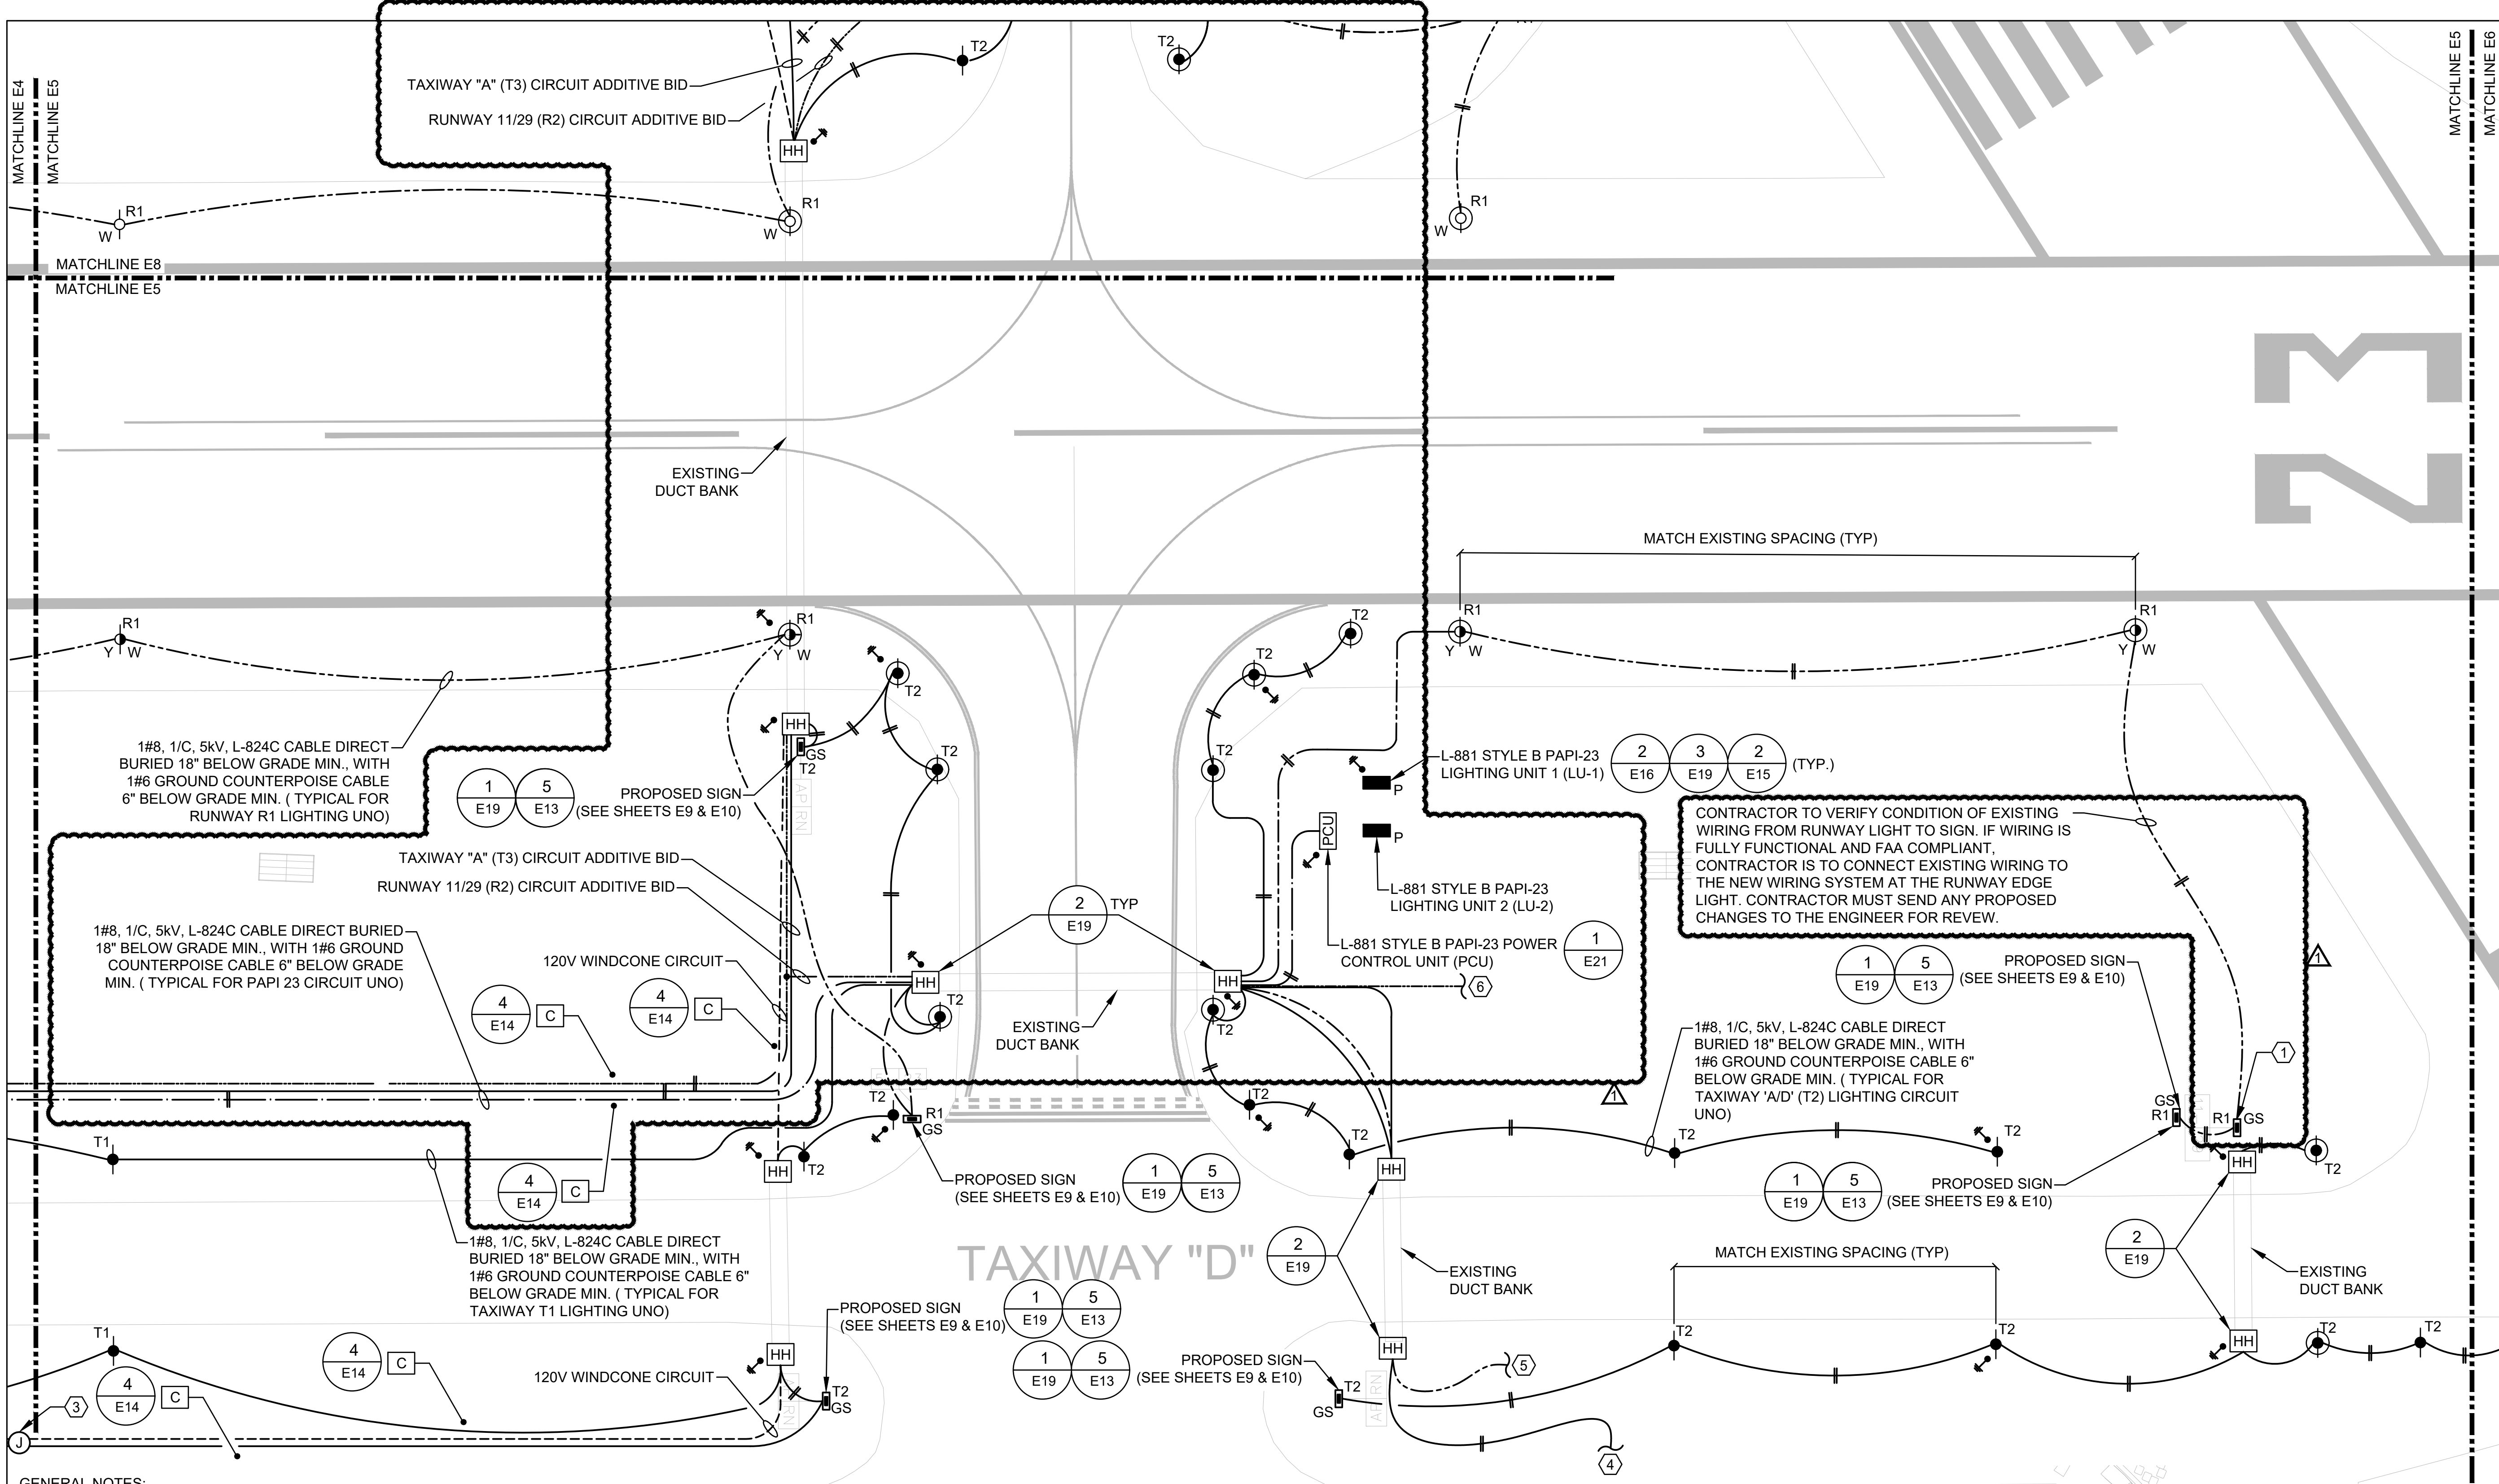 MATCHLINE E4
MATCHLINE E5
MATCHLINE E5
MATCHLINE E6
T2
T2
TAXIWAY "A" (T3) CIRCUIT ADDITIVE BID
RUNWAY 11/29 (R2) CIRCUIT ADDITIVE BID
HH
R1
W
R1
W
R1
W
MATCHLINE E8
MATCHLINE E5
23
EXISTING
DUCT BANK
MATCH EXISTING SPACING (TYP)
R1
Y W
R1
Y W
T2
T2
T2
R1
Y W
R1
Y W
HH
GS
T2
T2
T2
1#8, 1/C, 5kV, L-824C CABLE DIRECT
BURIED 18" BELOW GRADE MIN., WITH
1#6 GROUND COUNTERPOISE CABLE
6" BELOW GRADE MIN. ( TYPICAL FOR
RUNWAY R1 LIGHTING UNO)
1
E19
5
E13
PROPOSED SIGN
(SEE SHEETS E9 & E10)
AP RN
L-881 STYLE B PAPI-23
LIGHTING UNIT 1 (LU-1)
2
E16
3
E19
2
E15
(TYP.)
P
P
PCU
L-881 STYLE B PAPI-23
LIGHTING UNIT 2 (LU-2)
L-881 STYLE B PAPI-23 POWER
CONTROL UNIT (PCU)
1
E21
CONTRACTOR TO VERIFY CONDITION OF EXISTING
WIRING FROM RUNWAY LIGHT TO SIGN. IF WIRING IS
FULLY FUNCTIONAL AND FAA COMPLIANT,
CONTRACTOR IS TO CONNECT EXISTING WIRING TO
THE NEW WIRING SYSTEM AT THE RUNWAY EDGE
LIGHT. CONTRACTOR MUST SEND ANY PROPOSED
CHANGES TO THE ENGINEER FOR REVEW.
TAXIWAY "A" (T3) CIRCUIT ADDITIVE BID
RUNWAY 11/29 (R2) CIRCUIT ADDITIVE BID
2
E19
TYP
1#8, 1/C, 5kV, L-824C CABLE DIRECT BURIED
18" BELOW GRADE MIN., WITH 1#6 GROUND
COUNTERPOISE CABLE 6" BELOW GRADE
MIN. ( TYPICAL FOR PAPI 23 CIRCUIT UNO)
120V WINDCONE CIRCUIT
4
E14
C
4
E14
C
HH
T2
EXISTING
DUCT BANK
HH
T2
6
1
E19
5
E13
PROPOSED SIGN
(SEE SHEETS E9 & E10)
1
1#8, 1/C, 5kV, L-824C CABLE DIRECT
BURIED 18" BELOW GRADE MIN., WITH
1#6 GROUND COUNTERPOISE CABLE 6"
BELOW GRADE MIN. ( TYPICAL FOR
TAXIWAY 'A/D' (T2) LIGHTING CIRCUIT
UNO)
1
1
GS
R1
R1
GS
T2
R1
GS
T2
T1
HH
T2
T2
HH
T2
T2
HH
T2
4
E14
C
PROPOSED SIGN
(SEE SHEETS E9 & E10)
1
E19
5
E13
1
E19
5
E13
PROPOSED SIGN
(SEE SHEETS E9 & E10)
1#8, 1/C, 5kV, L-824C CABLE DIRECT
BURIED 18" BELOW GRADE MIN., WITH
1#6 GROUND COUNTERPOISE CABLE 6"
BELOW GRADE MIN. ( TYPICAL FOR
TAXIWAY T1 LIGHTING UNO)
TAXIWAY "D"
2
E19
EXISTING
DUCT BANK
MATCH EXISTING SPACING (TYP)
2
E19
EXISTING
DUCT BANK
T1
4
E14
C
4
E14
C
3
J
120V WINDCONE CIRCUIT
HH
T2
GS
PROPOSED SIGN
(SEE SHEETS E9 & E10)
1
E19
5
E13
1
E19
5
E13
PROPOSED SIGN
(SEE SHEETS E9 & E10)
HH
T2
GS
5
4
T2
T2
HH
T2
T2
GENERAL NOTES: